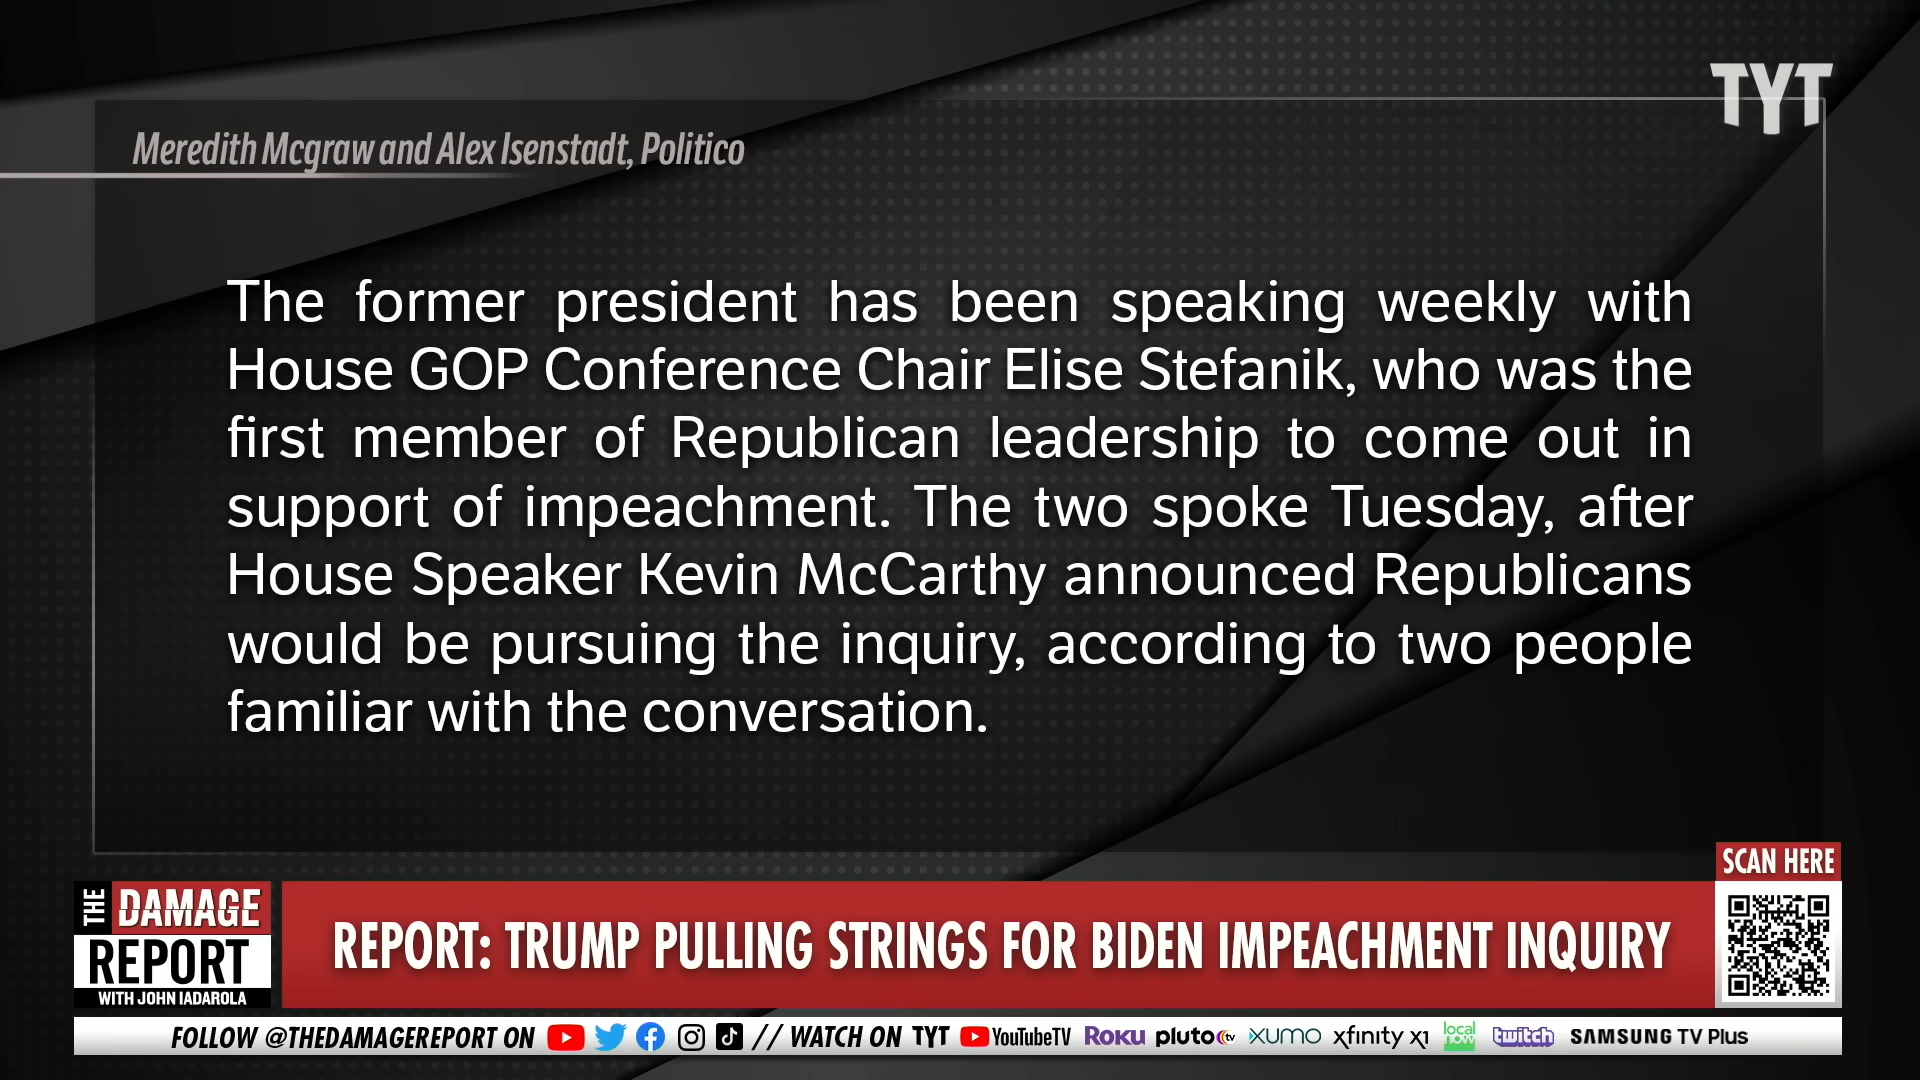 TYT
Meredith Mcgraw and Alex Isenstadt, Politico
The former president has been speaking weekly with
House GOP Conference Chair Elise Stefanik, who was the
first member of Republican leadership to come out in
support of impeachment. The two spoke Tuesday, after
House Speaker Kevin McCarthy announced Republicans
would be pursuing the inquiry, according to two people
familiar with the conversation.
SCAN HERE
THE DAMAGE
REPORT
WITH JOHN IADAROLA
REPORT: TRUMP PULLING STRINGS FOR BIDEN IMPEACHMENT INQUIRY
FOLLOW @THEDAMAGEREPORT ON // WATCH ON TYT YouTubeTV ROKU pluto tv XUMO xfinity x1 local now twitch SAMSUNG TV Plus